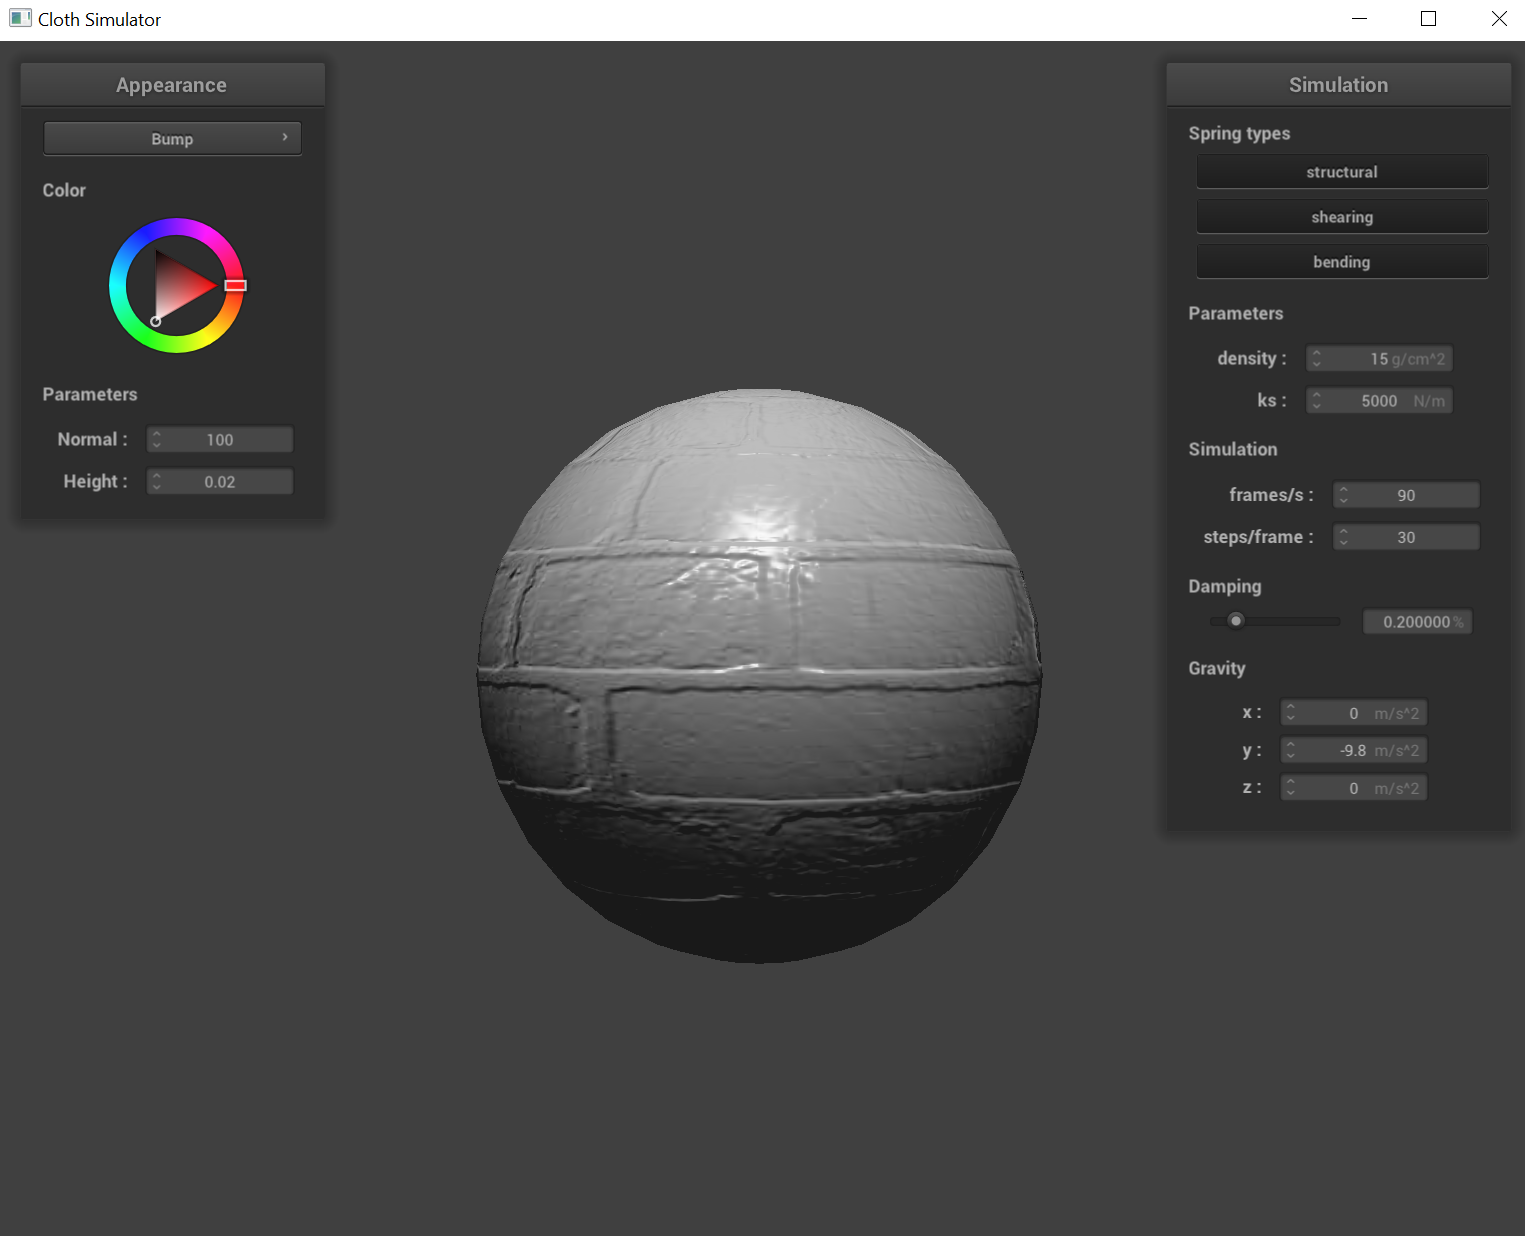 Cloth Simulator
Appearance
Bump
Color
Parameters
Normal : 100
Height : 0.02
Simulation
Spring types
structural
shearing
bending
Parameters
density : 15 g/cm^2
ks : 5000 N/m
Simulation
frames/s : 90
steps/frame : 30
Damping
0.200000 %
Gravity
x : 0 m/s^2
y : -9.8 m/s^2
z : 0 m/s^2